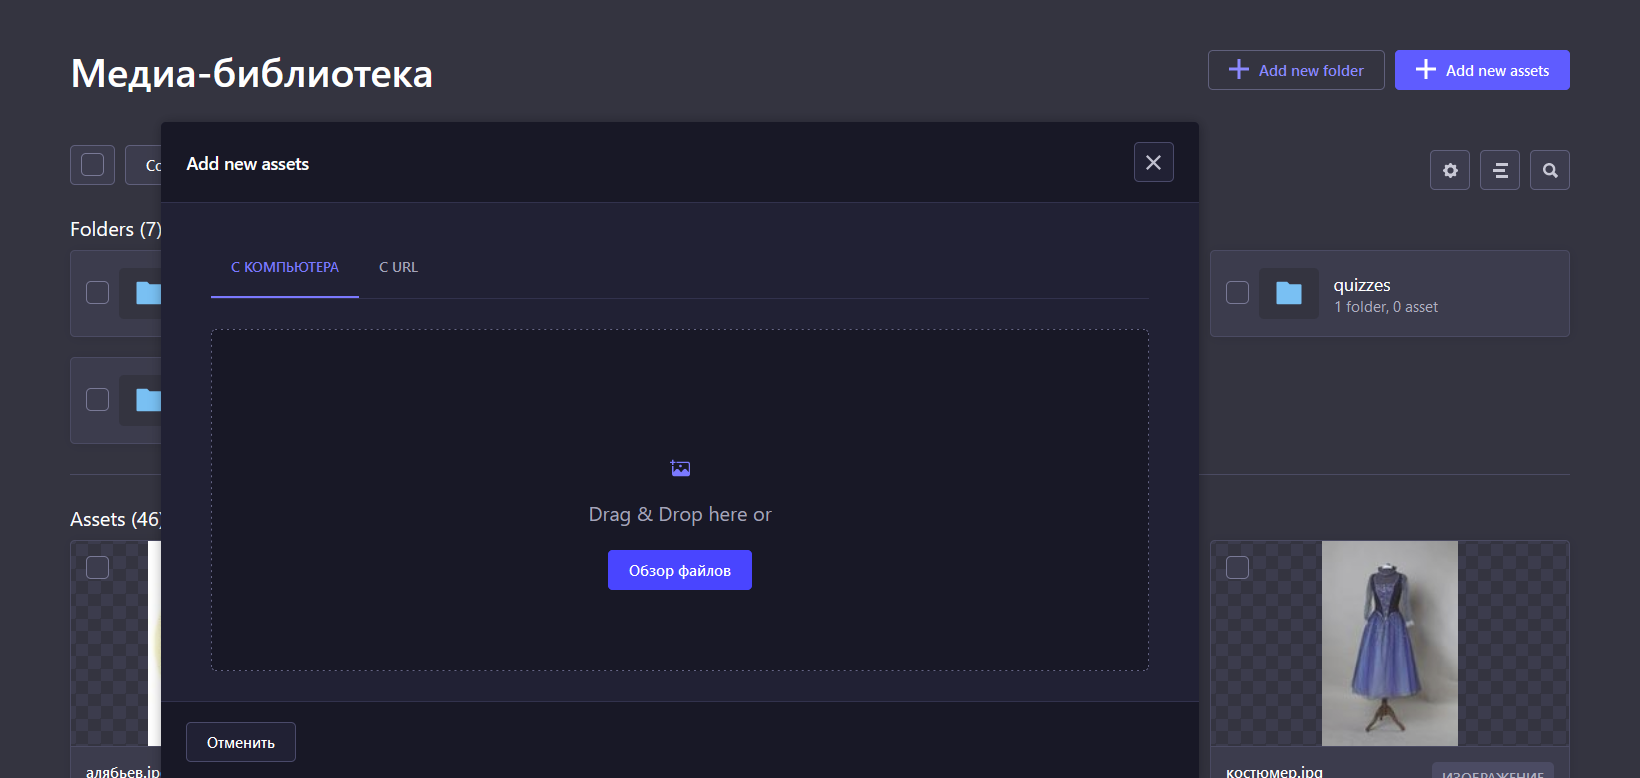 Медиа-библиотека
Add new folder
Add new assets
Add new assets
Folders (7)
С КОМПЬЮТЕРА
С URL
quizzes
1 folder, 0 asset
Drag & Drop here or
Обзор файлов
Assets (46)
Отменить
алябьев.jp
костюмер.jpg
ИЗОБРАЖЕНИЕ